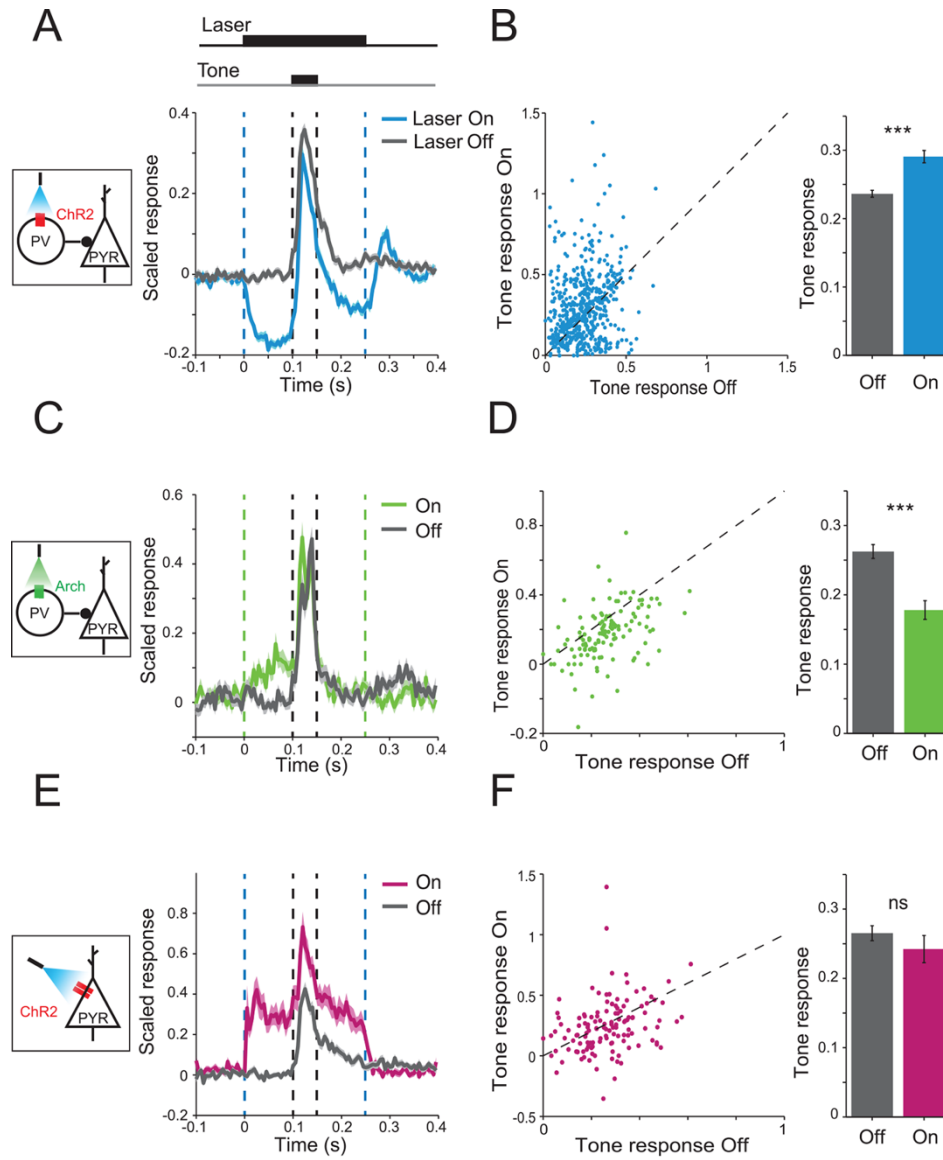 A
Laser
Tone
Laser On
Laser Off
0.4
0.2
0
-0.2
Scaled response
-0.1 0 0.1 0.2 0.3 0.4
Time (s)
ChR2
PV
PYR
B
1.5
1
0.5
0
Tone response On
0 0.5 1 1.5
Tone response Off
***
0.3
0.2
0.1
0
Tone response
Off On
C
On
Off
0.6
0.4
0.2
0
Scaled response
-0.1 0 0.1 0.2 0.3 0.4
Time (s)
Arch
PV
PYR
D
0.8
0.4
0
-0.2
Tone response On
0 1
Tone response Off
***
0.3
0.2
0.1
0
Tone response
Off On
E
On
Off
0.8
0.6
0.4
0.2
0
-0.2
Scaled response
-0.1 0 0.1 0.2 0.3 0.4
Time (s)
ChR2
PYR
F
1.5
1
0.5
0
-0.5
Tone response On
0 1
Tone response Off
ns
0.3
0.2
0.1
0
Tone response
Off On